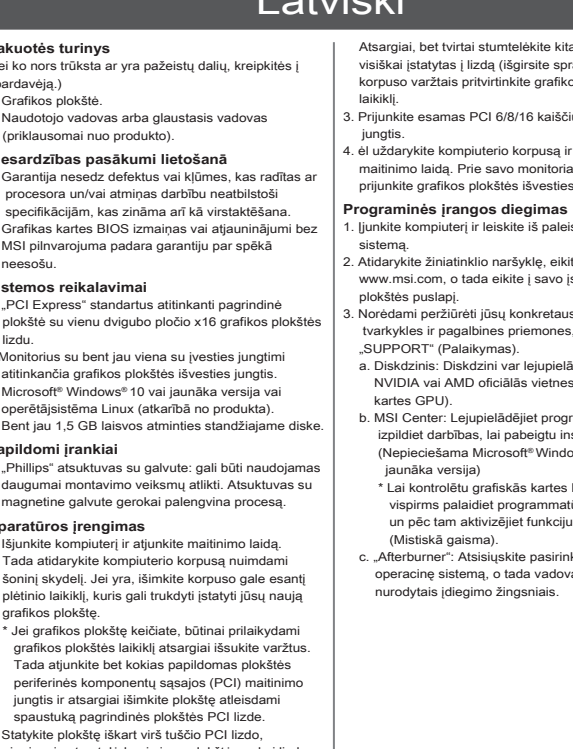 Latviski
akuotės turinys
ei ko nors trūksta ar yra pažeistų dalių, kreipkitės į
pardavėją.)
Grafikos plokštė.
Naudotojo vadovas arba glaustasis vadovas
(priklausomai nuo produkto).
esardzības pasākumi lietošanā
Garantija nesedz defektus vai kļūmes, kas radītas ar
procesora un/vai atmiņas darbību neatbilstoši
specifikācijām, kas zināma arī kā virstaktēšana.
Grafikas kartes BIOS izmaiņas vai atjauninājumi bez
MSI pilnvarojuma padara garantiju par spēkā
neesošu.
stemos reikalavimai
„PCI Express“ standartus atitinkanti pagrindinė
plokštė su vienu dvigubo pločio x16 grafikos plokštės
lizdu.
Monitorius su bent jau viena su įvesties jungtimi
atitinkančia grafikos plokštės išvesties jungtis.
Microsoft® Windows® 10 vai jaunāka versija vai
operētājsistēma Linux (atkarībā no produkta).
Bent jau 1,5 GB laisvos atminties standžiajame diske.
apildomi įrankiai
„Phillips“ atsuktuvas su galvute: gali būti naudojamas
daugumai montavimo veiksmų atlikti. Atsuktuvas su
magnetine galvute gerokai palengvina procesą.
paratūros įrengimas
Išjunkite kompiuterį ir atjunkite maitinimo laidą.
Tada atidarykite kompiuterio korpusą nuimdami
šoninį skydelį. Jei yra, išimkite korpuso gale esantį
plėtinio laikiklį, kuris gali trukdyti įstatyti jūsų naują
grafikos plokštę.
* Jei grafikos plokštę keičiate, būtinai prilaikydami
grafikos plokštės laikiklį atsargiai išsukite varžtus.
Tada atjunkite bet kokias papildomas plokštės
periferinės komponentų sąsajos (PCI) maitinimo
jungtis ir atsargiai išimkite plokštę atleisdami
spaustuką pagrindinės plokštės PCI lizde.
Statykite plokštę iškart virš tuščio PCI lizdo,
Atsargiai, bet tvirtai stumtelėkite kita
visiškai įstatytas į lizdą (išgirsite spra
korpuso varžtais pritvirtinkite grafiko
laikiklį.
3. Prijunkite esamas PCI 6/8/16 kaiščiu
jungtis.
4. ėl uždarykite kompiuterio korpusą ir
maitinimo laidą. Prie savo monitoria
prijunkite grafikos plokštės išvesties
Programinės įrangos diegimas
1. Įjunkite kompiuterį ir leiskite iš paleis
sistemą.
2. Atidarykite žiniatinklio naršyklę, eikit
www.msi.com, o tada eikite į savo įs
plokštės puslapį.
3. Norėdami peržiūrėti jūsų konkretaus
tvarkykles ir pagalbines priemones,
„SUPPORT“ (Palaikymas).
a. Diskdzinis: Diskdzini var lejupielā
NVIDIA vai AMD oficiālās vietnes
kartes GPU).
b. MSI Center: Lejupielādējiet progr
izpildiet darbības, lai pabeigtu ins
(Nepieciešama Microsoft® Windo
jaunāka versija)
* Lai kontrolētu grafiskās kartes l
vispirms palaidiet programmatū
un pēc tam aktivizējiet funkciju
(Mistiskā gaisma).
c. „Afterburner“: Atsisiųskite pasirink
operacinę sistemą, o tada vadova
nurodytais įdiegimo žingsniais.